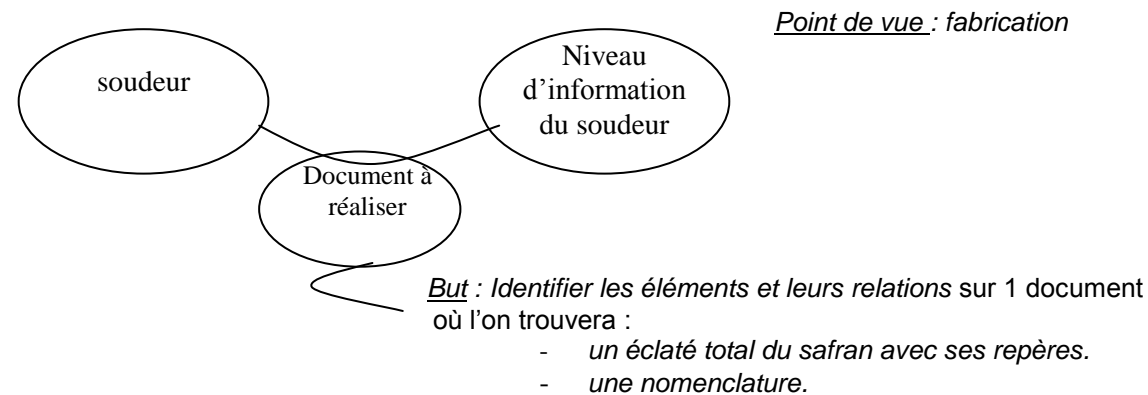 Point de vue : fabrication
soudeur
Niveau
d’information
du soudeur
Document à
réaliser
But : Identifier les éléments et leurs relations sur 1 document
où l’on trouvera :
- un éclaté total du safran avec ses repères.
- une nomenclature.